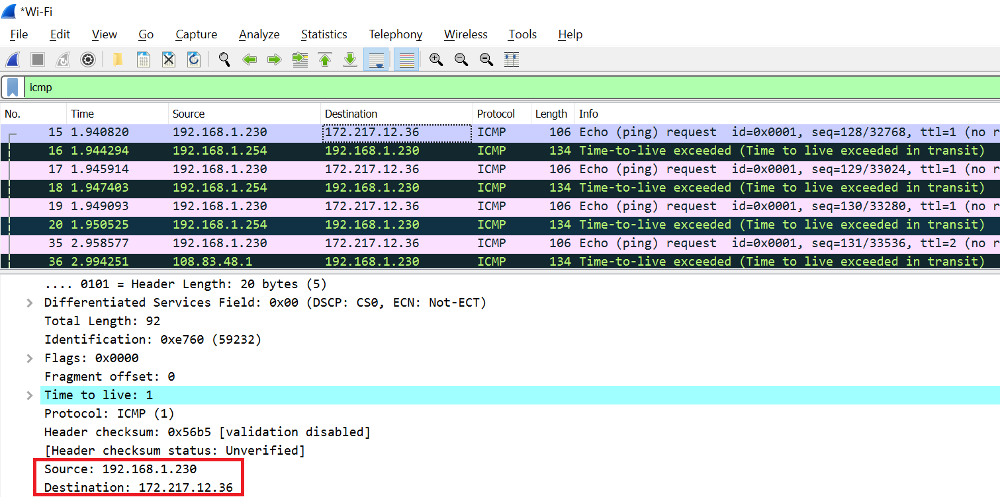 *Wi-Fi
File Edit View Go Capture Analyze Statistics Telephony Wireless Tools Help
icmp
No. Time Source Destination Protocol Length Info
15 1.940820 192.168.1.230 172.217.12.36 ICMP 106 Echo (ping) request id=0x0001, seq=128/32768, ttl=1 (no r
16 1.944294 192.168.1.254 192.168.1.230 ICMP 134 Time-to-live exceeded (Time to live exceeded in transit)
17 1.945914 192.168.1.230 172.217.12.36 ICMP 106 Echo (ping) request id=0x0001, seq=129/33024, ttl=1 (no r
18 1.947403 192.168.1.254 192.168.1.230 ICMP 134 Time-to-live exceeded (Time to live exceeded in transit)
19 1.949093 192.168.1.230 172.217.12.36 ICMP 106 Echo (ping) request id=0x0001, seq=130/33280, ttl=1 (no r
20 1.950525 192.168.1.254 192.168.1.230 ICMP 134 Time-to-live exceeded (Time to live exceeded in transit)
35 2.958577 192.168.1.230 172.217.12.36 ICMP 106 Echo (ping) request id=0x0001, seq=131/33536, ttl=2 (no r
36 2.994251 108.83.48.1 192.168.1.230 ICMP 134 Time-to-live exceeded (Time to live exceeded in transit)
.... 0101 = Header Length: 20 bytes (5)
Differentiated Services Field: 0x00 (DSCP: CS0, ECN: Not-ECT)
Total Length: 92
Identification: 0xe760 (59232)
Flags: 0x0000
Fragment offset: 0
Time to live: 1
Protocol: ICMP (1)
Header checksum: 0x56b5 [validation disabled]
[Header checksum status: Unverified]
Source: 192.168.1.230
Destination: 172.217.12.36